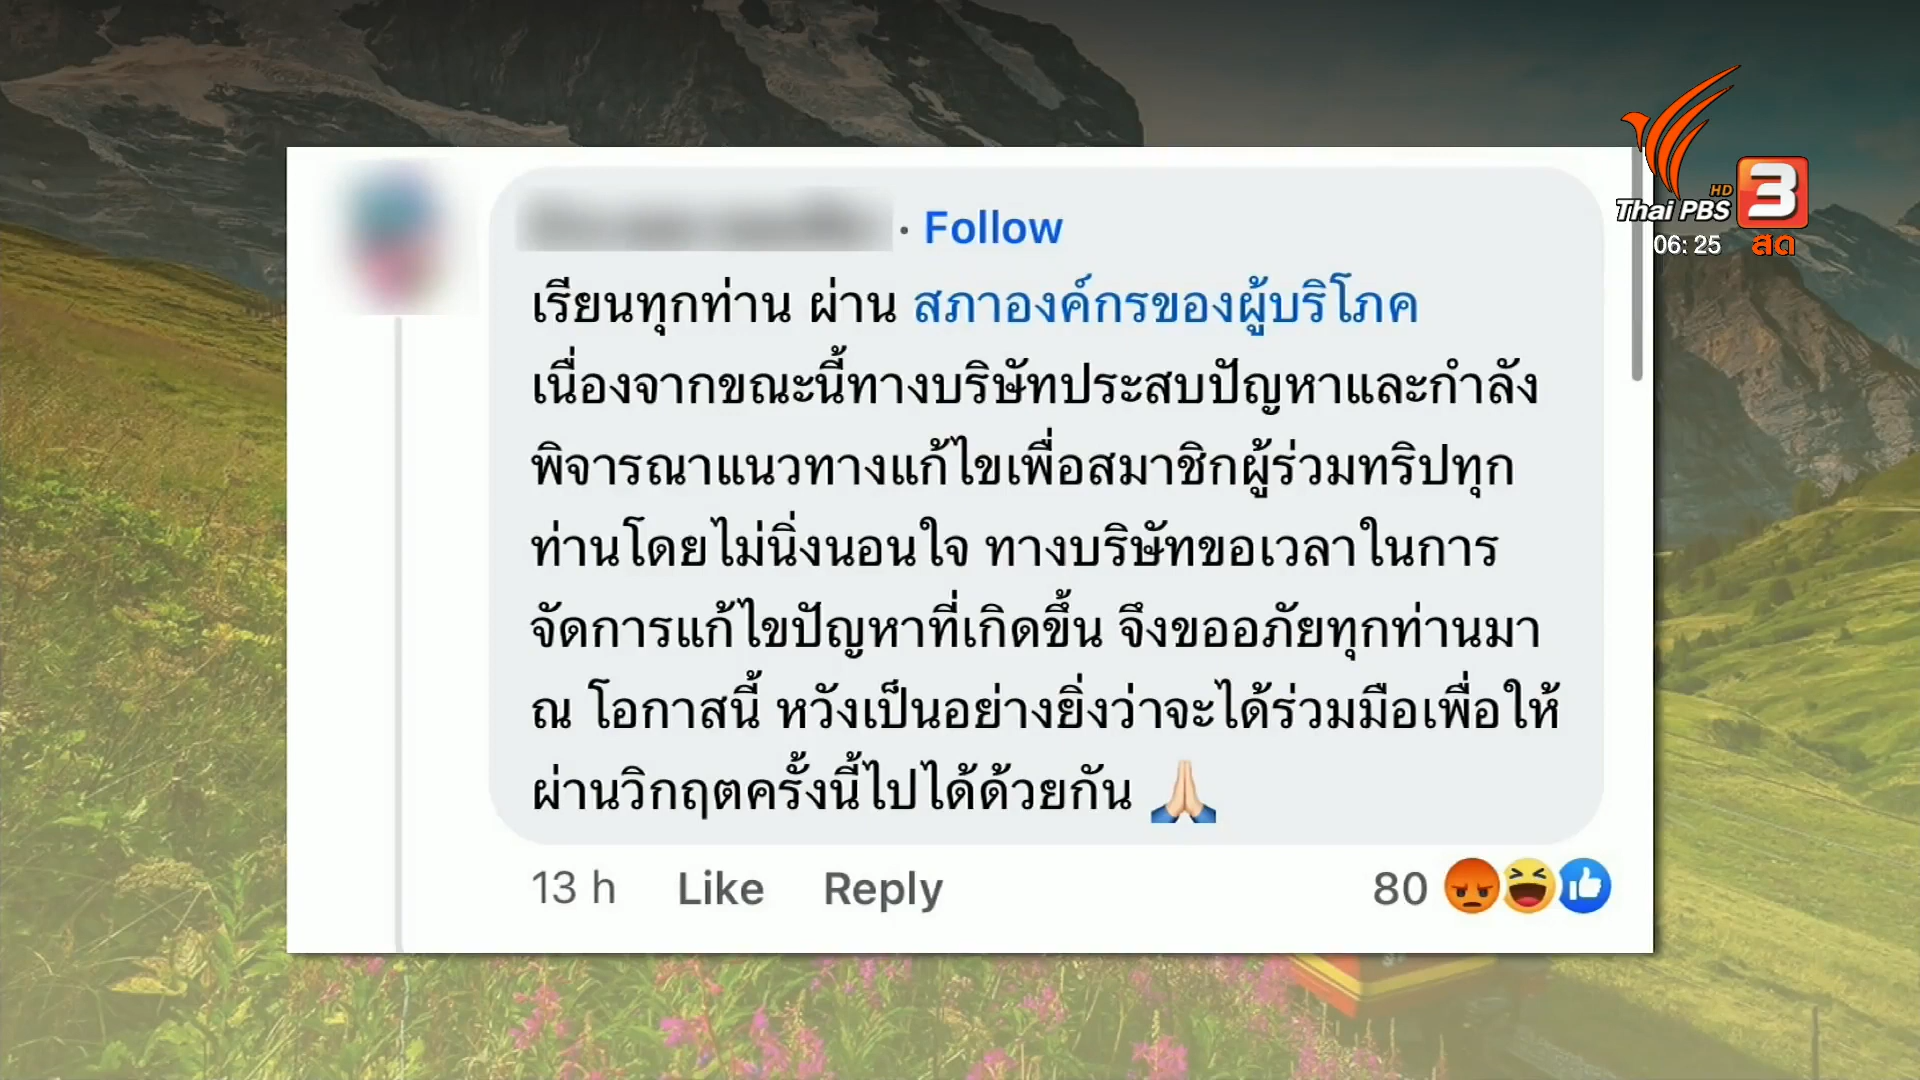 HD
Thai PBS 3
06:25 สด
· Follow
เรียนทุกท่าน ผ่าน สภาองค์กรของผู้บริโภค
เนื่องจากขณะนี้ทางบริษัทประสบปัญหาและกำลัง
พิจารณาแนวทางแก้ไขเพื่อสมาชิกผู้ร่วมทริปทุก
ท่านโดยไม่นิ่งนอนใจ ทางบริษัทขอเวลาในการ
จัดการแก้ไขปัญหาที่เกิดขึ้น จึงขออภัยทุกท่านมา
ณ โอกาสนี้ หวังเป็นอย่างยิ่งว่าจะได้ร่วมมือเพื่อให้
ผ่านวิกฤตครั้งนี้ไปได้ด้วยกัน 🙏🏻
13 h Like Reply 80